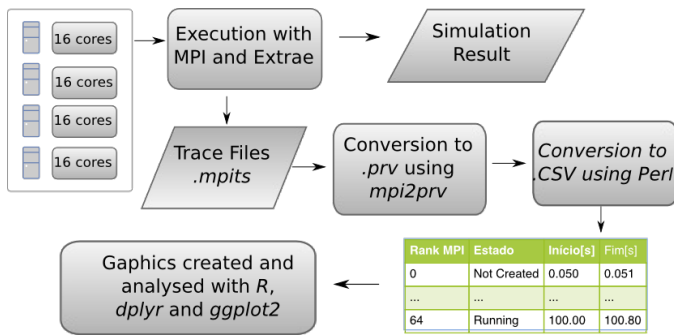 16 cores
16 cores
16 cores
16 cores
Execution with
MPI and Extrae
Simulation
Result
Trace Files
.mpits
Conversion to
.prv using
mpi2prv
Conversion to
.CSV using Perl
Rank MPI Estado Início[s] Fim[s]
0 Not Created 0.050 0.051
... ... ... ...
64 Running 100.00 100.80
Gaphics created and
analysed with R,
dplyr and ggplot2